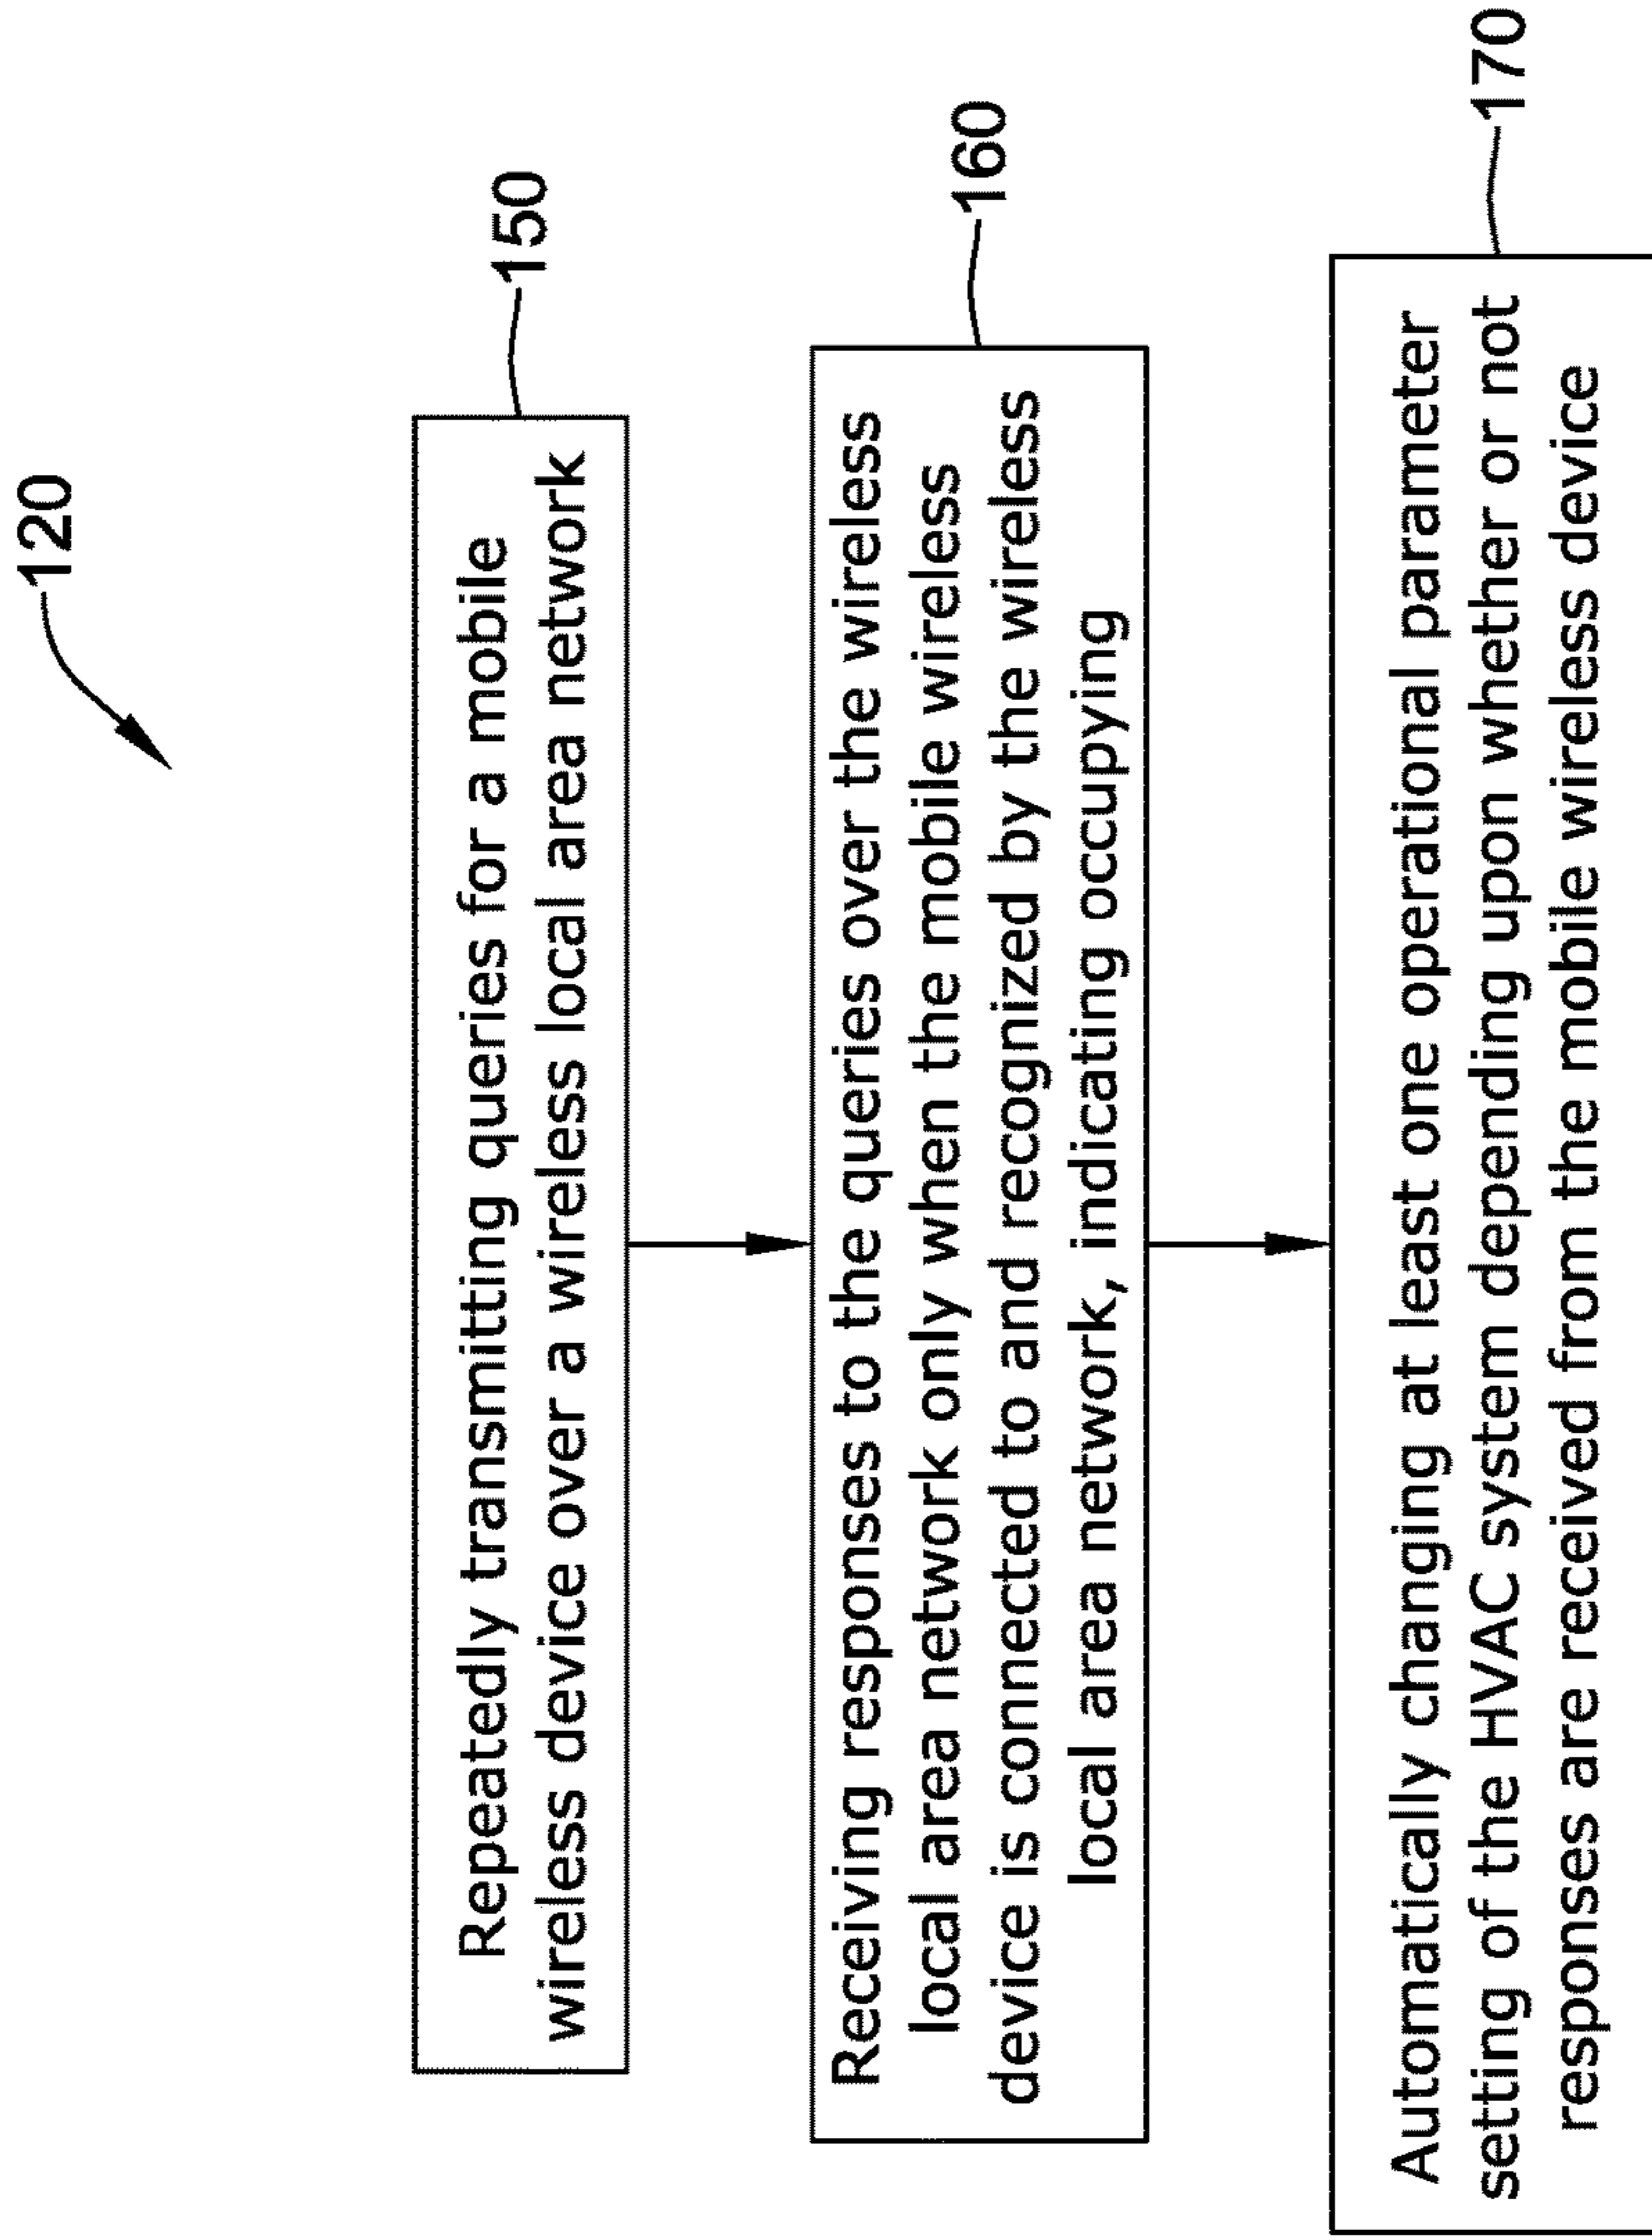 120
150
Repeatedly transmitting queries for a mobile
wireless device over a wireless local area network
160
Receiving responses to the queries over the wireless
local area network only when the mobile wireless
device is connected to and recognized by the wireless
local area network, indicating occupying
170
Automatically changing at least one operational parameter
setting of the HVAC system depending upon whether or not
responses are received from the mobile wireless device